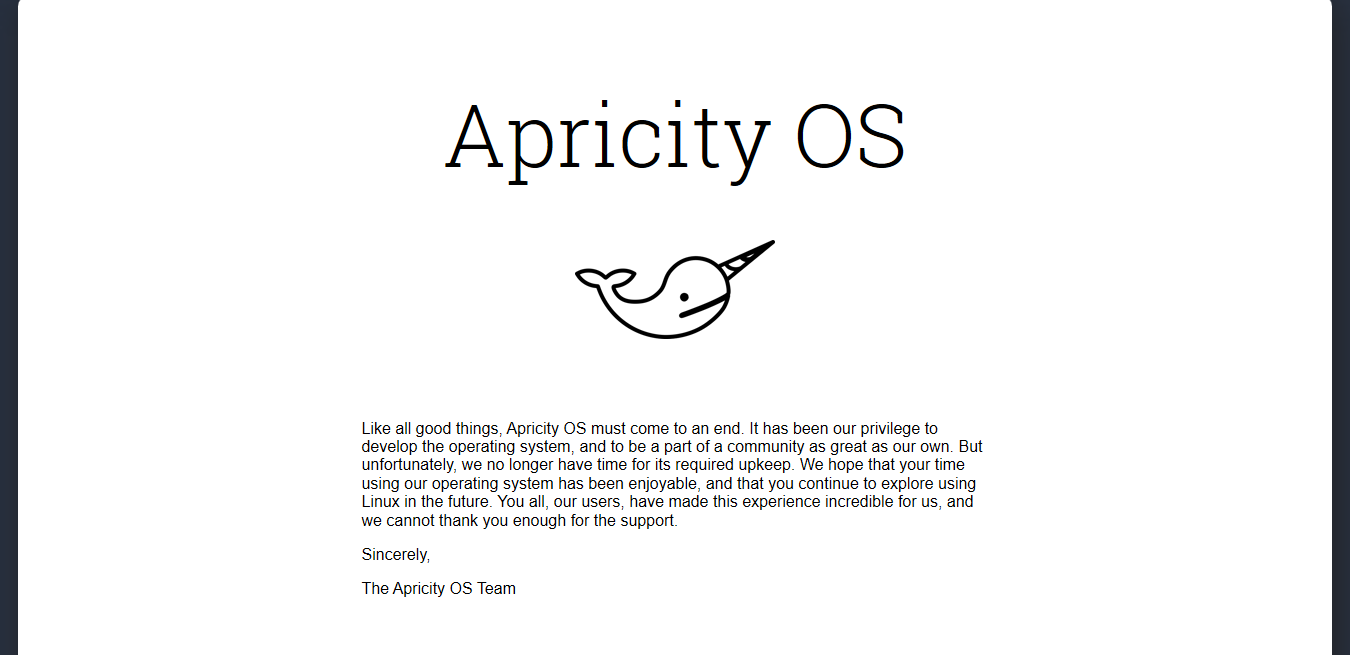 Apricity OS
Like all good things, Apricity OS must come to an end. It has been our privilege to
develop the operating system, and to be a part of a community as great as our own. But
unfortunately, we no longer have time for its required upkeep. We hope that your time
using our operating system has been enjoyable, and that you continue to explore using
Linux in the future. You all, our users, have made this experience incredible for us, and
we cannot thank you enough for the support.
Sincerely,
The Apricity OS Team